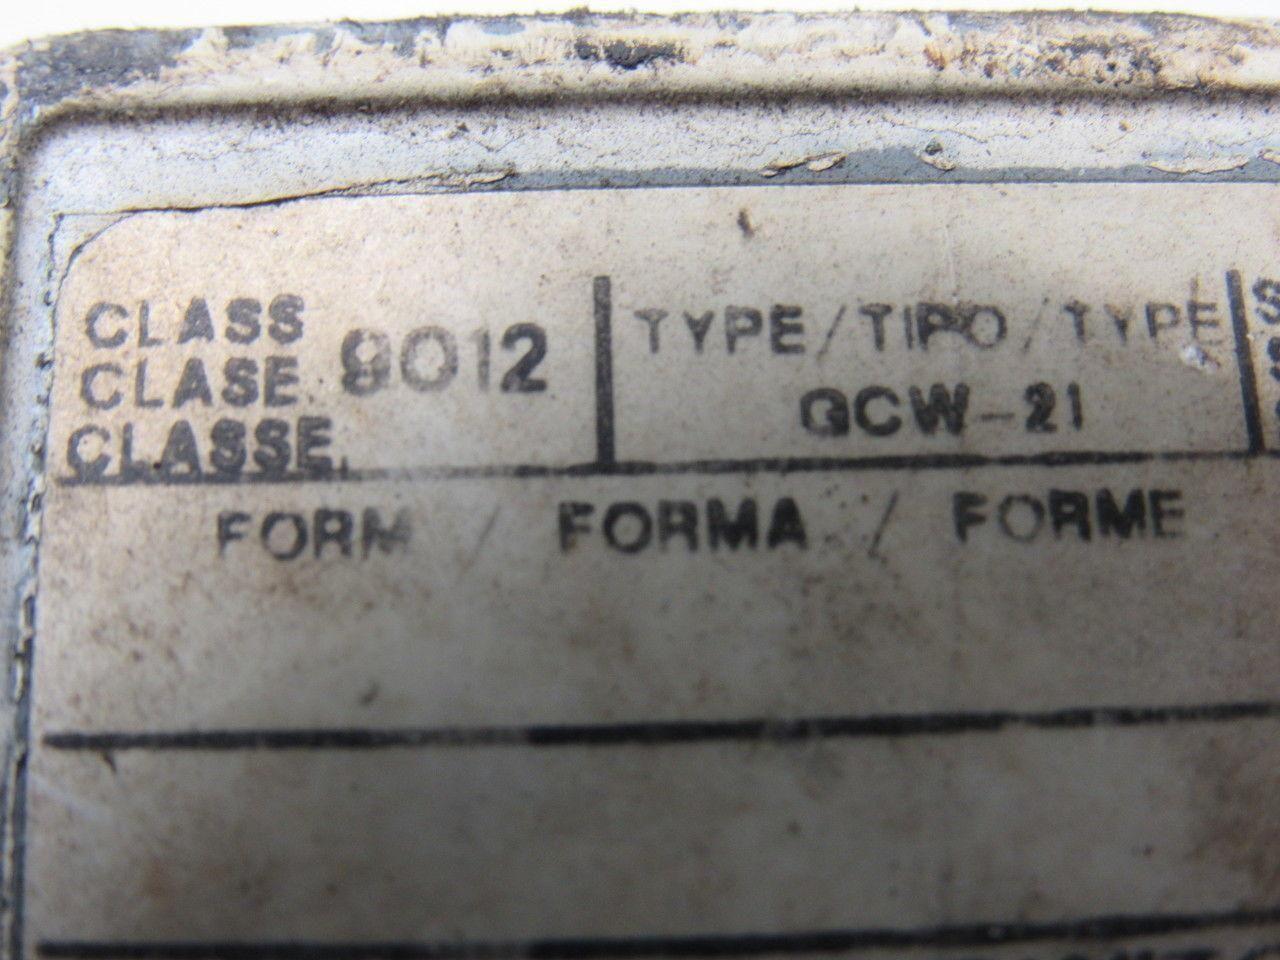 CLASS
CLASE 9012
CLASSE
TYPE/TIPO/TYPE
GCW-21
FORM / FORMA / FORME